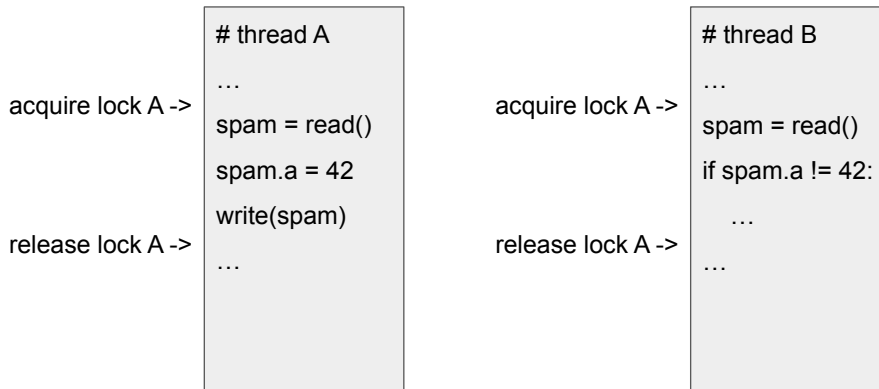 # thread A
…
acquire lock A ->
spam = read()
spam.a = 42
write(spam)
release lock A ->
…
# thread B
…
acquire lock A ->
spam = read()
if spam.a != 42:
…
release lock A ->
…